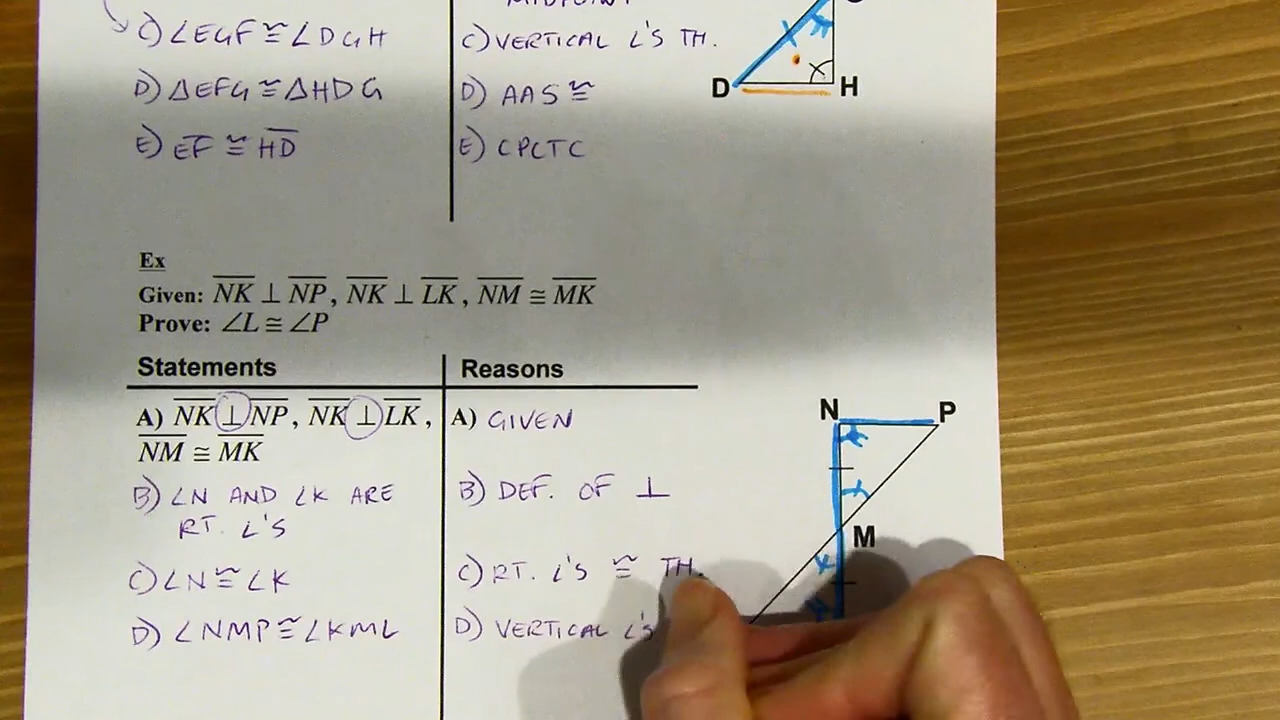 C) ∠EGF ≅ ∠DGH
C) VERTICAL ∠'S TH.
D) △EFG ≅ △HDG
D) AAS ≅
E) EF ≅ HD
E) CPCTC
D
H
Ex
Given: NK ⊥ NP, NK ⊥ LK, NM ≅ MK
Prove: ∠L ≅ ∠P
Statements
Reasons
A) NK ⊥ NP, NK ⊥ LK,
NM ≅ MK
A) GIVEN
B) ∠N AND ∠K ARE
RT. ∠'S
B) DEF. OF ⊥
C) ∠N ≅ ∠K
C) RT. ∠'S ≅ TH.
D) ∠NMP ≅ ∠KML
D) VERTICAL ∠'S
N
P
M